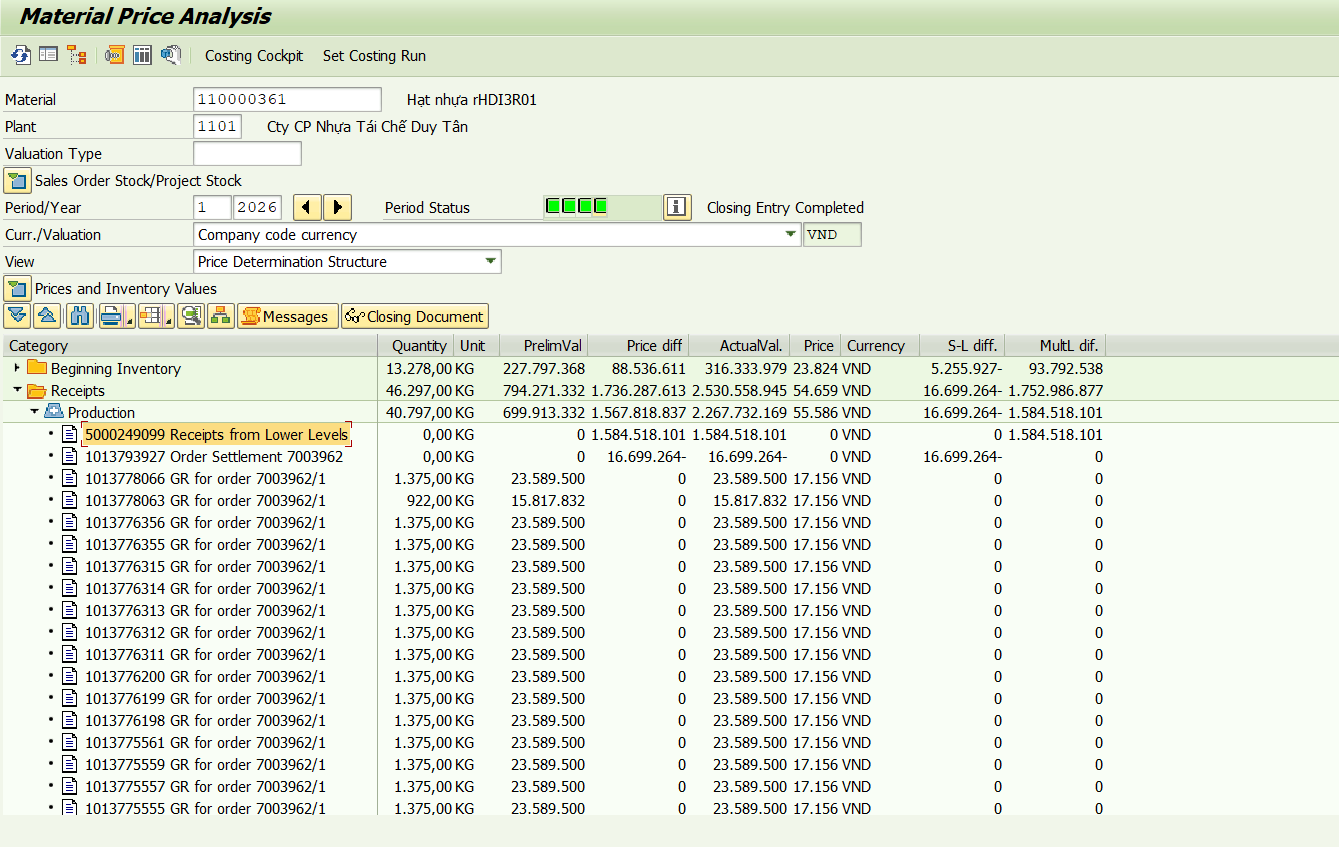 Material Price Analysis
Costing Cockpit Set Costing Run
Material 110000361 Hạt nhựa rHDI3R01
Plant 1101 Cty CP Nhựa Tái Chế Duy Tân
Valuation Type
Sales Order Stock/Project Stock
Period/Year 1 2026 Period Status Closing Entry Completed
Curr./Valuation Company code currency VND
View Price Determination Structure
Prices and Inventory Values
Messages Closing Document
Category Quantity Unit PrelimVal Price diff ActualVal. Price Currency S-L diff. MultL dif.
Beginning Inventory 13.278,00 KG 227.797.368 88.536.611 316.333.979 23.824 VND 5.255.927- 93.792.538
Receipts 46.297,00 KG 794.271.332 1.736.287.613 2.530.558.945 54.659 VND 16.699.264- 1.752.986.877
Production 40.797,00 KG 699.913.332 1.567.818.837 2.267.732.169 55.586 VND 16.699.264- 1.584.518.101
5000249099 Receipts from Lower Levels 0,00 KG 0 1.584.518.101 1.584.518.101 0 VND 0 1.584.518.101
1013793927 Order Settlement 7003962 0,00 KG 0 16.699.264- 16.699.264- 0 VND 16.699.264- 0
1013778066 GR for order 7003962/1 1.375,00 KG 23.589.500 0 23.589.500 17.156 VND 0 0
1013778063 GR for order 7003962/1 922,00 KG 15.817.832 0 15.817.832 17.156 VND 0 0
1013776356 GR for order 7003962/1 1.375,00 KG 23.589.500 0 23.589.500 17.156 VND 0 0
1013776355 GR for order 7003962/1 1.375,00 KG 23.589.500 0 23.589.500 17.156 VND 0 0
1013776315 GR for order 7003962/1 1.375,00 KG 23.589.500 0 23.589.500 17.156 VND 0 0
1013776314 GR for order 7003962/1 1.375,00 KG 23.589.500 0 23.589.500 17.156 VND 0 0
1013776313 GR for order 7003962/1 1.375,00 KG 23.589.500 0 23.589.500 17.156 VND 0 0
1013776312 GR for order 7003962/1 1.375,00 KG 23.589.500 0 23.589.500 17.156 VND 0 0
1013776311 GR for order 7003962/1 1.375,00 KG 23.589.500 0 23.589.500 17.156 VND 0 0
1013776200 GR for order 7003962/1 1.375,00 KG 23.589.500 0 23.589.500 17.156 VND 0 0
1013776199 GR for order 7003962/1 1.375,00 KG 23.589.500 0 23.589.500 17.156 VND 0 0
1013776198 GR for order 7003962/1 1.375,00 KG 23.589.500 0 23.589.500 17.156 VND 0 0
1013775561 GR for order 7003962/1 1.375,00 KG 23.589.500 0 23.589.500 17.156 VND 0 0
1013775559 GR for order 7003962/1 1.375,00 KG 23.589.500 0 23.589.500 17.156 VND 0 0
1013775557 GR for order 7003962/1 1.375,00 KG 23.589.500 0 23.589.500 17.156 VND 0 0
1013775555 GR for order 7003962/1 1.375,00 KG 23.589.500 0 23.589.500 17.156 VND 0 0